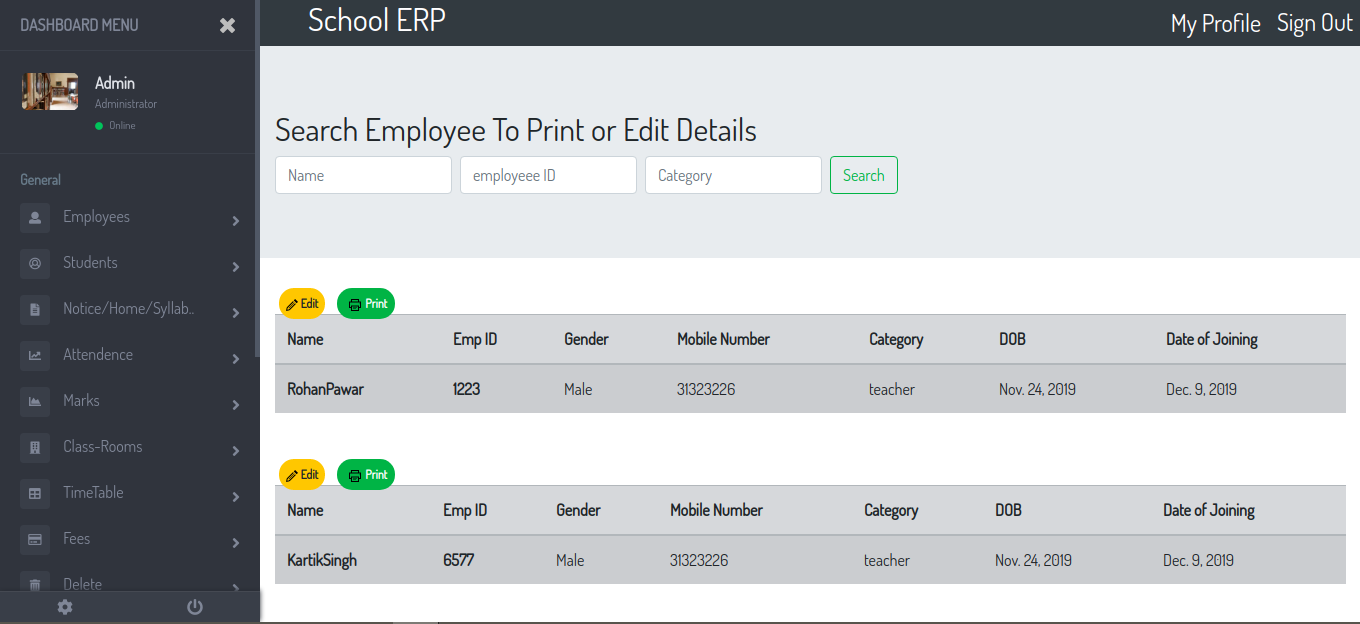 DASHBOARD MENU
School ERP
My Profile Sign Out
Admin
Administrator
Online
General
Employees
Students
Notice/Home/Syllab..
Attendence
Marks
Class-Rooms
TimeTable
Fees
Delete
Search Employee To Print or Edit Details
Name employeee ID Category Search
Edit Print
Name Emp ID Gender Mobile Number Category DOB Date of Joining
RohanPawar 1223 Male 31323226 teacher Nov. 24, 2019 Dec. 9, 2019
Edit Print
Name Emp ID Gender Mobile Number Category DOB Date of Joining
KartikSingh 6577 Male 31323226 teacher Nov. 24, 2019 Dec. 9, 2019